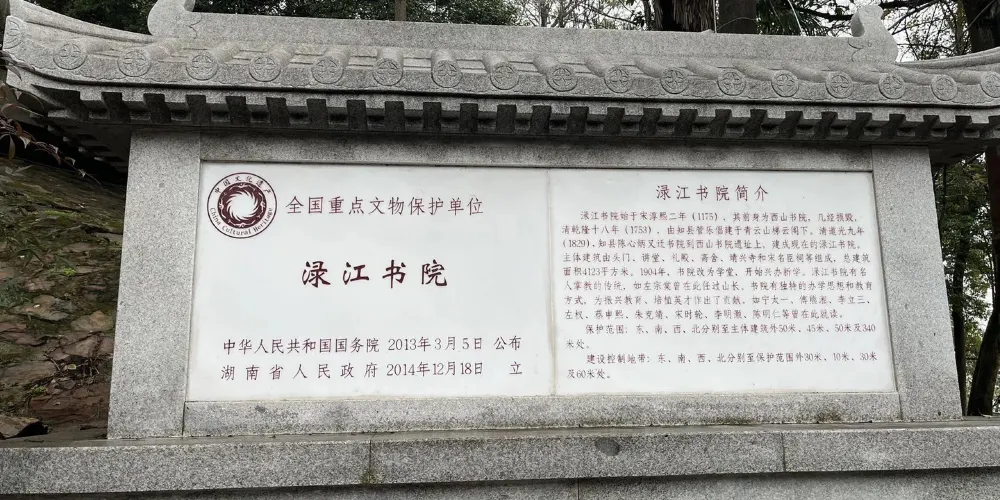 中国文化遗产
China Cultural Heritage
全国重点文物保护单位
渌江书院
中华人民共和国国务院 2013年3月5日 公布
湖南省人民政府 2014年12月18日 立
渌江书院简介
渌江书院始于宋淳熙二年(1175),其前身为西山书院,几经损毁,
清乾隆十八年(1753),由知县管乐倡建于青云山梯云阁下。清道光九年
(1829),知县陈心炳又迁书院到西山书院遗址上,建成现在的渌江书院。
主体建筑由头门、讲堂、礼殿、斋舍、靖兴寺和宋名臣祠等组成,总建筑
面积4123平方米。1904年,书院改为学堂,开始兴办新学。渌江书院有名
人掌教的传统,如左宗棠曾在此任过山长。书院有独特的办学思想和教育
方式,为振兴教育、培植英才作出了贡献。如宁太一、傅熊湘、李立三、
左权、蔡申熙、朱克靖、宋时轮、李明灏、陈明仁等曾在此就读。
保护范围:东、南、西、北分别至主体建筑外50米、45米、50米及340
米处。
建设控制地带:东、南、西、北分别至保护范围外30米、10米、30米
及60米处。